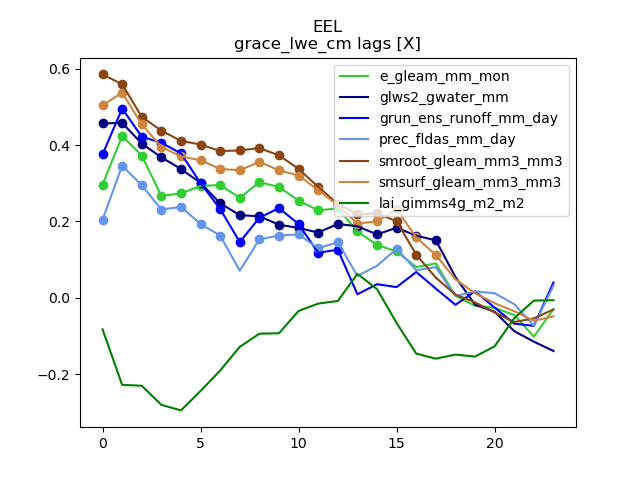 EEL
grace_lwe_cm lags [X]
0.6
0.4
0.2
0.0
−0.2
0
5
10
15
20
e_gleam_mm_mon
glws2_gwater_mm
grun_ens_runoff_mm_day
prec_fldas_mm_day
smroot_gleam_mm3_mm3
smsurf_gleam_mm3_mm3
lai_gimms4g_m2_m2